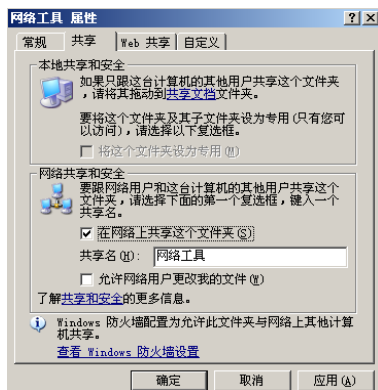 网络工具 属性
常规 共享 Web 共享 自定义
本地共享和安全
如果只跟这台计算机的其他用户共享这个文件夹
，请将其拖动到共享文档文件夹。
要将这个文件夹及其子文件夹设为专用(只有您可
以访问)，请选择以下复选框。
将这个文件夹设为专用(M)
网络共享和安全
要跟网络用户和这台计算机的其他用户共享这个
文件夹，请选择下面的第一个复选框，键入一个
共享名。
在网络上共享这个文件夹(S)
共享名(H): 网络工具
允许网络用户更改我的文件(W)
了解共享和安全的更多信息。
Windows 防火墙配置为允许此文件夹与网络上其他计算
机共享。
查看 Windows 防火墙设置
确定 取消 应用(A)